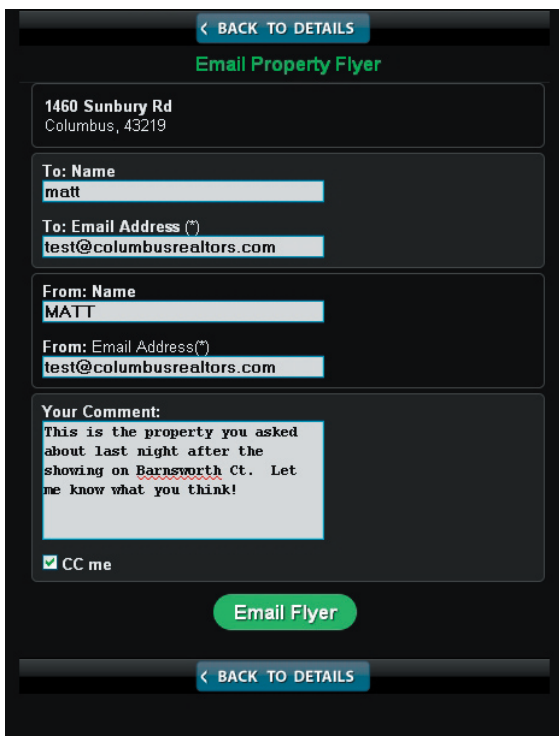 < BACK TO DETAILS
Email Property Flyer
1460 Sunbury Rd
Columbus, 43219
To: Name
matt
To: Email Address (*)
test@columbusrealtors.com
From: Name
MATT
From: Email Address(*)
test@columbusrealtors.com
Your Comment:
This is the property you asked
about last night after the
showing on Barnsworth Ct.  Let
me know what you think!
CC me
Email Flyer
< BACK TO DETAILS